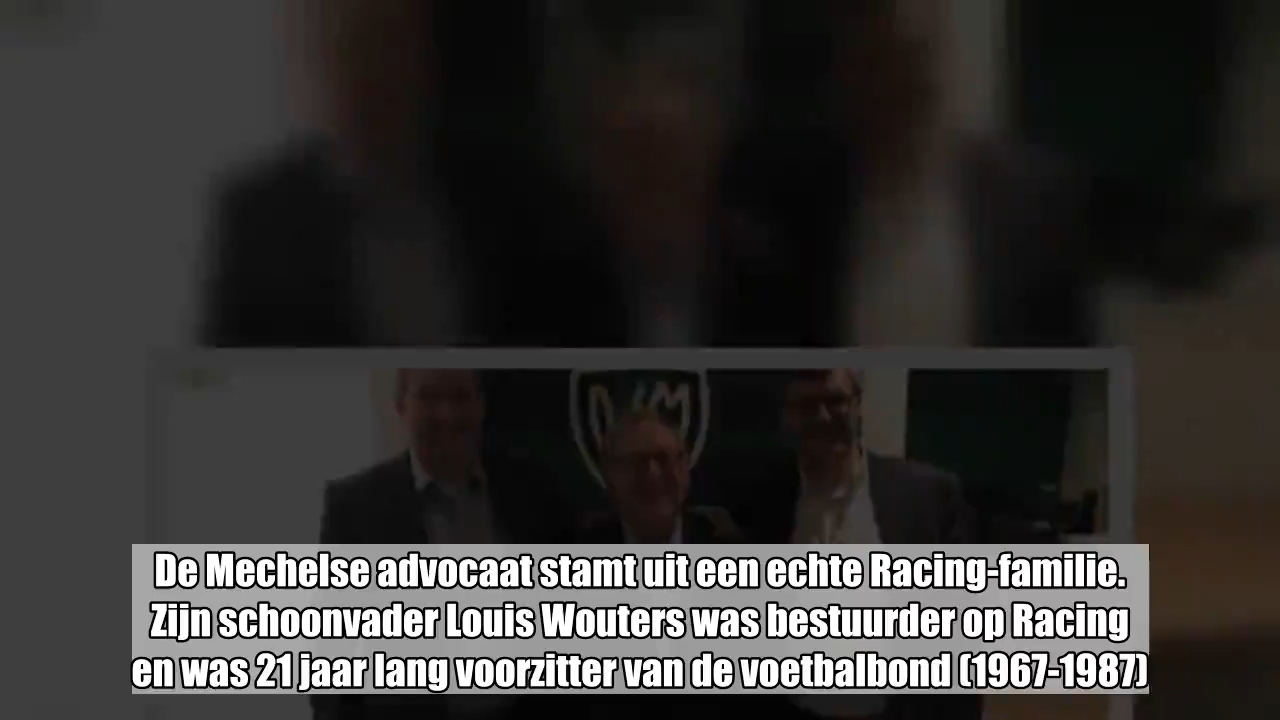 De Mechelse advocaat stamt uit een echte Racing-familie.
Zijn schoonvader Louis Wouters was bestuurder op Racing
en was 21 jaar lang voorzitter van de voetbalbond (1967-1987)